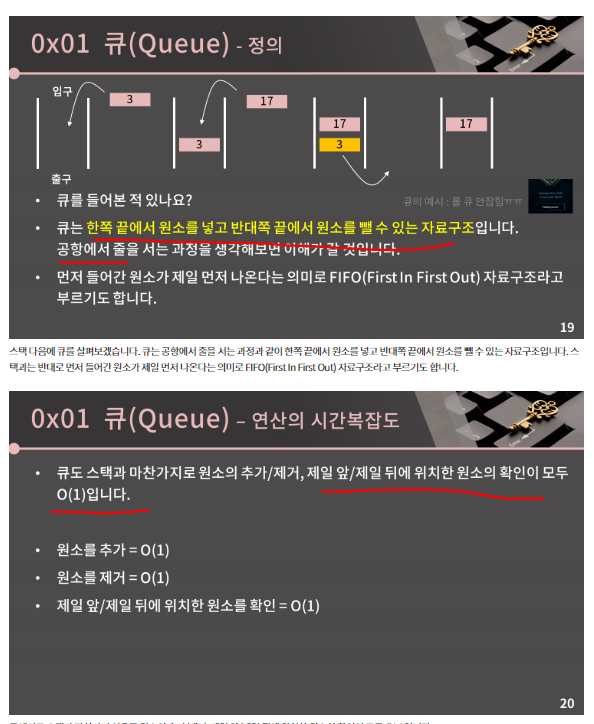 0x01 큐(Queue) - 정의
입구
3
17
17
17
3
3
출구
• 큐를 들어본 적 있나요?
큐의 예시 : 롤 큐 안잡힘ㅠㅠ
• 큐는 한쪽 끝에서 원소를 넣고 반대쪽 끝에서 원소를 뺄 수 있는 자료구조입니다.
공항에서 줄을 서는 과정을 생각해보면 이해가 갈 것입니다.
• 먼저 들어간 원소가 제일 먼저 나온다는 의미로 FIFO(First In First Out) 자료구조라고
부르기도 합니다.
19
스택 다음에 큐를 살펴보겠습니다. 큐는 공항에서 줄을 서는 과정과 같이 한쪽 끝에서 원소를 넣고 반대쪽 끝에서 원소를 뺄 수 있는 자료구조입니다. 스
택과는 반대로 먼저 들어간 원소가 제일 먼저 나온다는 의미로 FIFO(First In First Out) 자료구조라고 부르기도 합니다.
0x01 큐(Queue) – 연산의 시간복잡도
• 큐도 스택과 마찬가지로 원소의 추가/제거, 제일 앞/제일 뒤에 위치한 원소의 확인이 모두
O(1)입니다.
• 원소를 추가 = O(1)
• 원소를 제거 = O(1)
• 제일 앞/제일 뒤에 위치한 원소를 확인 = O(1)
20